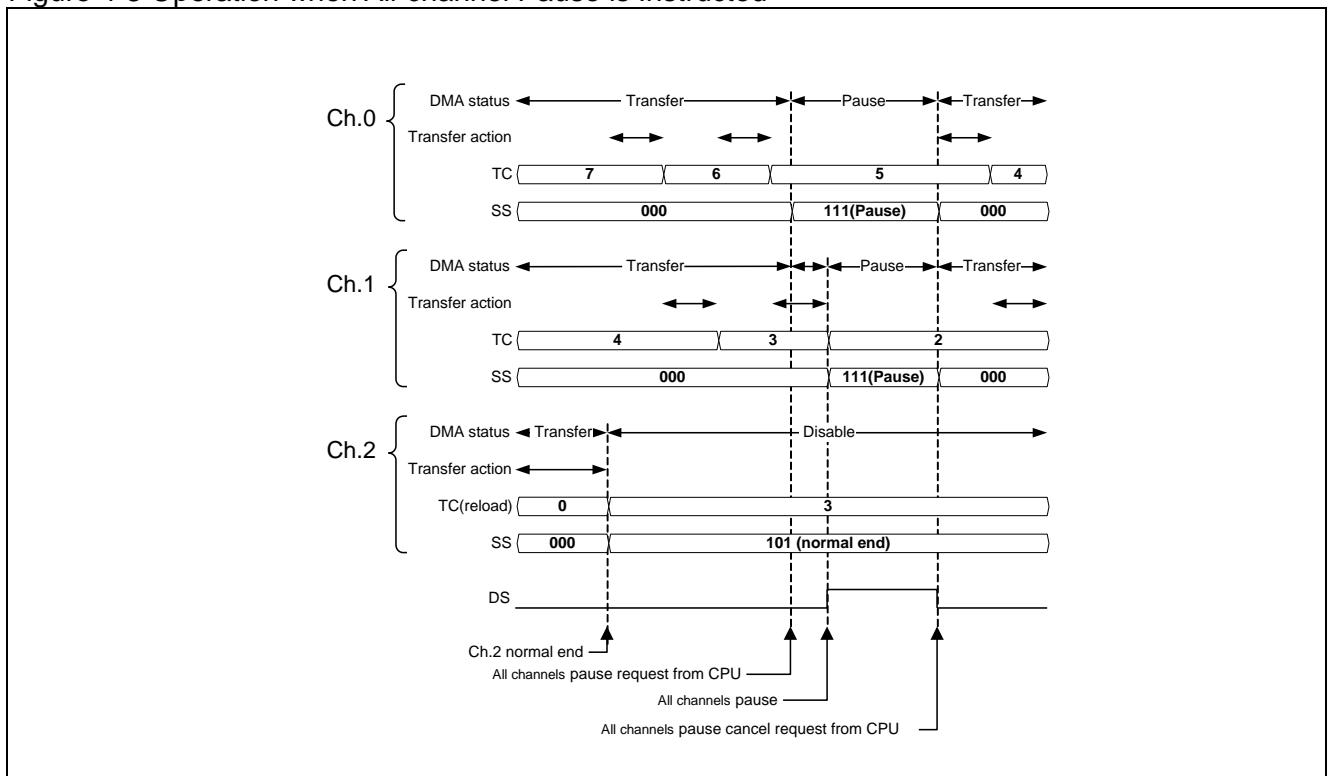 Figure 4-8 Operation when All-channel Pause is Instructed
Ch.0
DMA status Transfer Pause Transfer
Transfer action
TC 7 6 5 4
SS 000 111(Pause) 000
Ch.1
DMA status Transfer Pause Transfer
Transfer action
TC 4 3 2
SS 000 111(Pause) 000
Ch.2
DMA status Transfer Disable
Transfer action
TC(reload) 0 3
SS 000 101 (normal end)
DS
Ch.2 normal end
All channels pause request from CPU
All channels pause
All channels pause cancel request from CPU